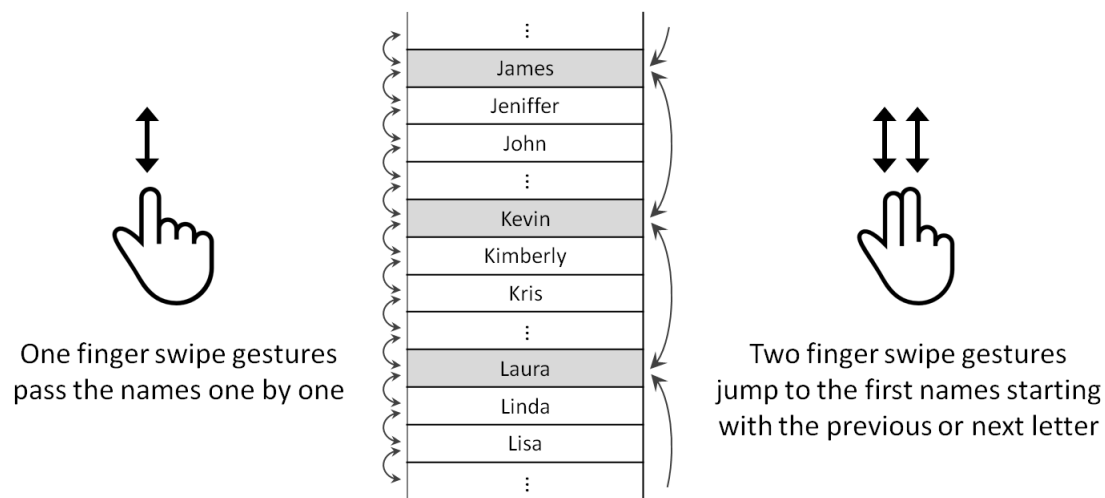 ⋮
James
Jeniffer
John
⋮
Kevin
Kimberly
Kris
⋮
Laura
Linda
Lisa
⋮
One finger swipe gestures
pass the names one by one
Two finger swipe gestures
jump to the first names starting
with the previous or next letter